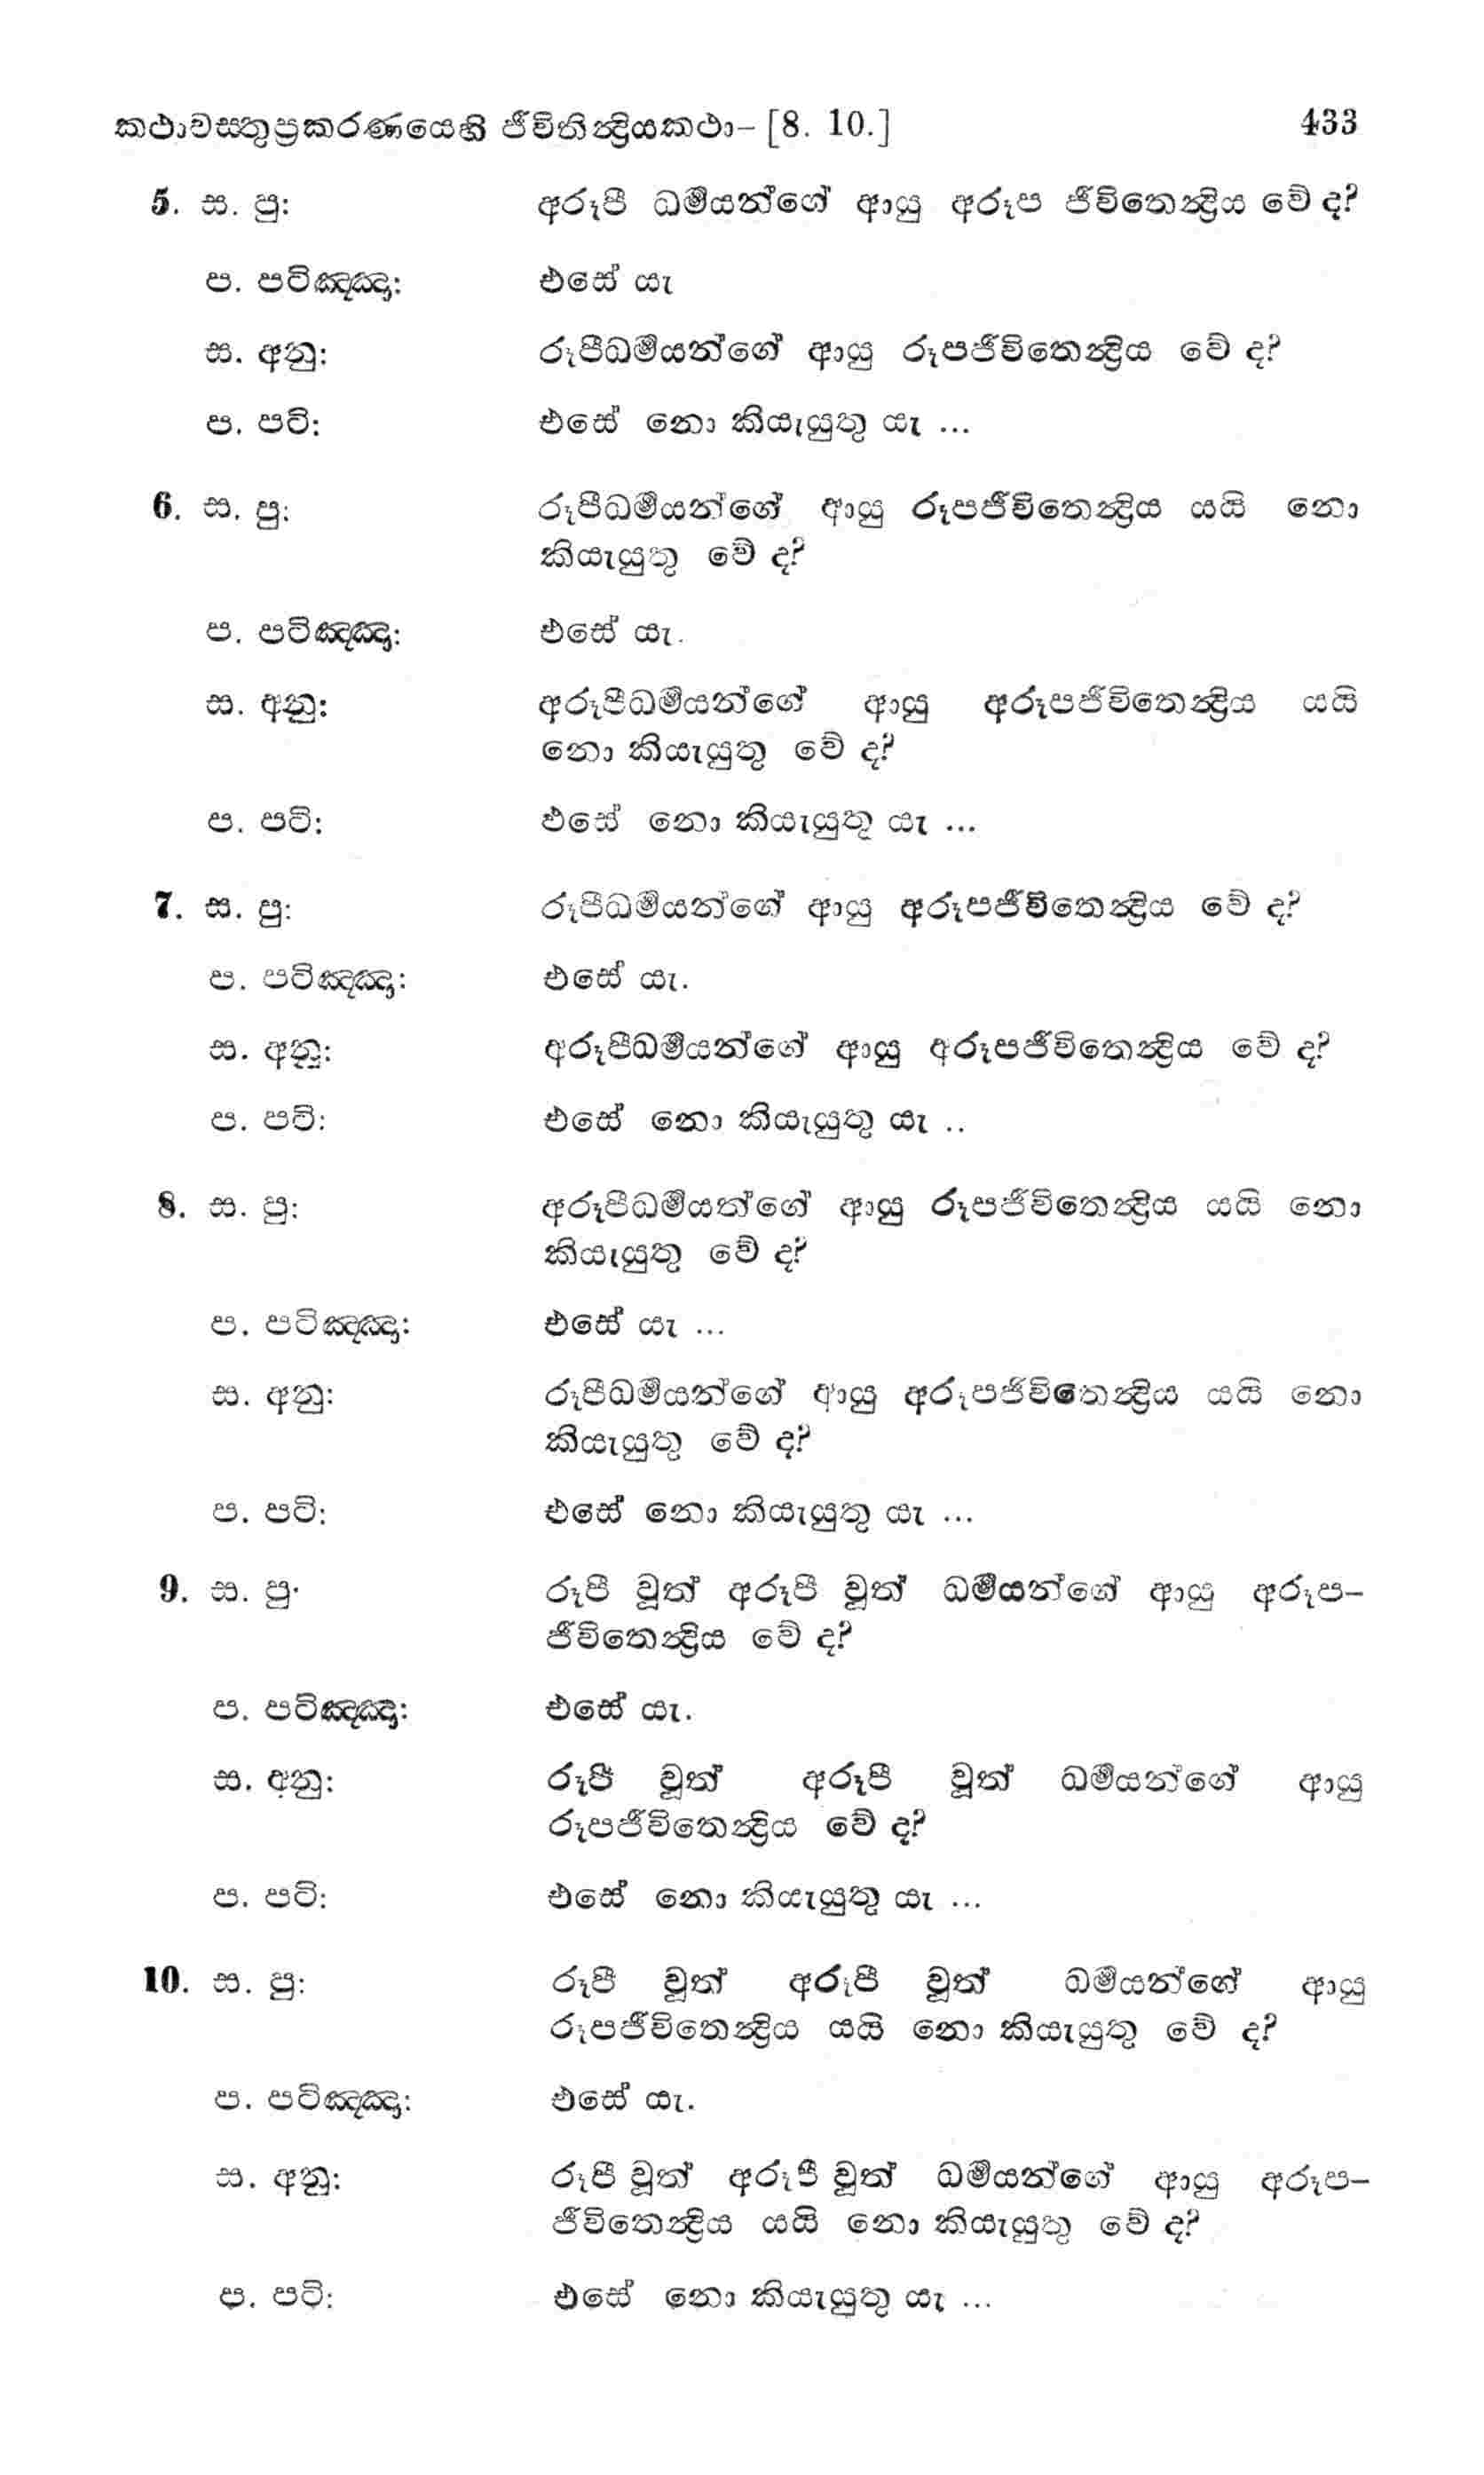 කථාවස්තුප්‍රකරණයෙහි ජීවිතින්‍ද්‍රියකථා– [8. 10.] 433
5. ස. පු: අරූපී ධර්‍මයන්ගේ ආයු අරූප ජීවිතෙන්‍ද්‍රිය වේ ද?
ප. පටිඤ්ඤා: එසේ යැ
ස. අනු: රූපීධර්‍මයන්ගේ ආයු රූපජීවිතෙන්‍ද්‍රිය වේ ද?
ප. පටි: එසේ නො කියැයුතු යැ ...
6. ස. පු: රූපීධර්‍මයන්ගේ ආයු රූපජීවිතෙන්‍ද්‍රිය යයි නො
කියැයුතු වේ ද?
ප. පටිඤ්ඤා: එසේ යැ.
ස. අනු: අරූපීධර්‍මයන්ගේ ආයු අරූපජීවිතෙන්‍ද්‍රිය යයි
නො කියැයුතු වේ ද?
ප. පටි: එසේ නො කියැයුතු යැ ...
7. ස. පු: රූපීධර්‍මයන්ගේ ආයු අරූපජීවිතෙන්‍ද්‍රිය වේ ද?
ප. පටිඤ්ඤා: එසේ යැ.
ස. අනු: අරූපීධර්‍මයන්ගේ ආයු අරූපජීවිතෙන්‍ද්‍රිය වේ ද?
ප. පටි: එසේ නො කියැයුතු යැ ..
8. ස. පු: අරූපීධර්‍මයන්ගේ ආයු රූපජීවිතෙන්‍ද්‍රිය යයි නො
කියැයුතු වේ ද?
ප. පටිඤ්ඤා: එසේ යැ ...
ස. අනු: රූපීධර්‍මයන්ගේ ආයු අරූපජීවිතෙන්‍ද්‍රිය යයි නො
කියැයුතු වේ ද?
ප. පටි: එසේ නො කියැයුතු යැ ...
9. ස. පු· රූපී වූත් අරූපී වූත් ධර්‍මයන්ගේ ආයු අරූප–
ජීවිතෙන්‍ද්‍රිය වේ ද?
ප. පටිඤ්ඤා: එසේ යැ.
ස. අනු: රූපී වූත් අරූපී වූත් ධර්‍මයන්ගේ ආයු
රූපජීවිතෙන්‍ද්‍රිය වේ ද?
ප. පටි: එසේ නො කියැයුතු යැ ...
10. ස. පු: රූපී වූත් අරූපී වූත් ධර්‍මයන්ගේ ආයු
රූපජීවිතෙන්‍ද්‍රිය යයි නො කියැයුතු වේ ද?
ප. පටිඤ්ඤා: එසේ යැ.
ස. අනු: රූපී වූත් අරූපී වූත් ධර්‍මයන්ගේ ආයු අරූප–
ජීවිතෙන්‍ද්‍රිය යයි නො කියැයුතු වේ ද?
ප. පටි: එසේ නො කියැයුතු යැ ...